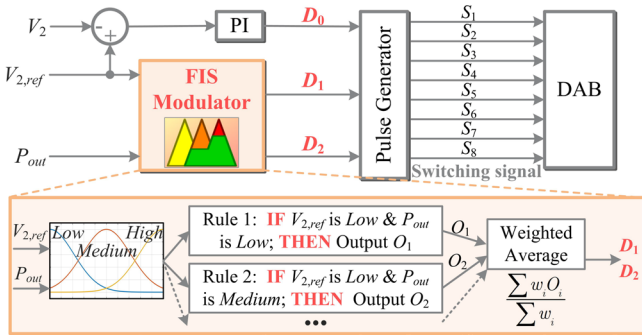 V2
-
+
PI
D0
V2,ref
FIS
Modulator
D1
Pout
D2
Pulse Generator
S1
S2
S3
S4
S5
S6
S7
S8
Switching signal
DAB
V2,ref
Pout
Low
Medium
High
Rule 1: IF V2,ref is Low & Pout
is Low; THEN Output O1
Rule 2: IF V2,ref is Low & Pout
is Medium; THEN Output O2
•••
O1
O2
Weighted
Average
∑ wiOi
∑ wi
D1
D2